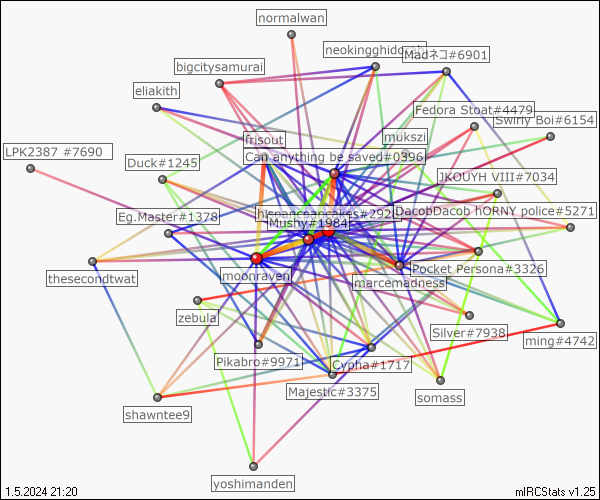 normalwan
neokingghidorah
Madネコ#6901
bigcitysamurai
eliakith
Fedora Stoat#4479
Swirly Boi#6154
frisout
mukszi
LPK2387 #7690
Duck#1245
Can anything be saved#0396
JKOUYH VIII#7034
Eg.Master#1378
DacobDacob hORNY police#5271
Mushy#1984
thesecondtwat
moonraven
Pocket Persona#3326
marcemadness
zebula
Silver#7938
ming#4742
Pikabro#9971
Cypha#1717
Majestic#3375
somass
shawntee9
yoshimanden
1.5.2024 21:20
mIRCStats v1.25